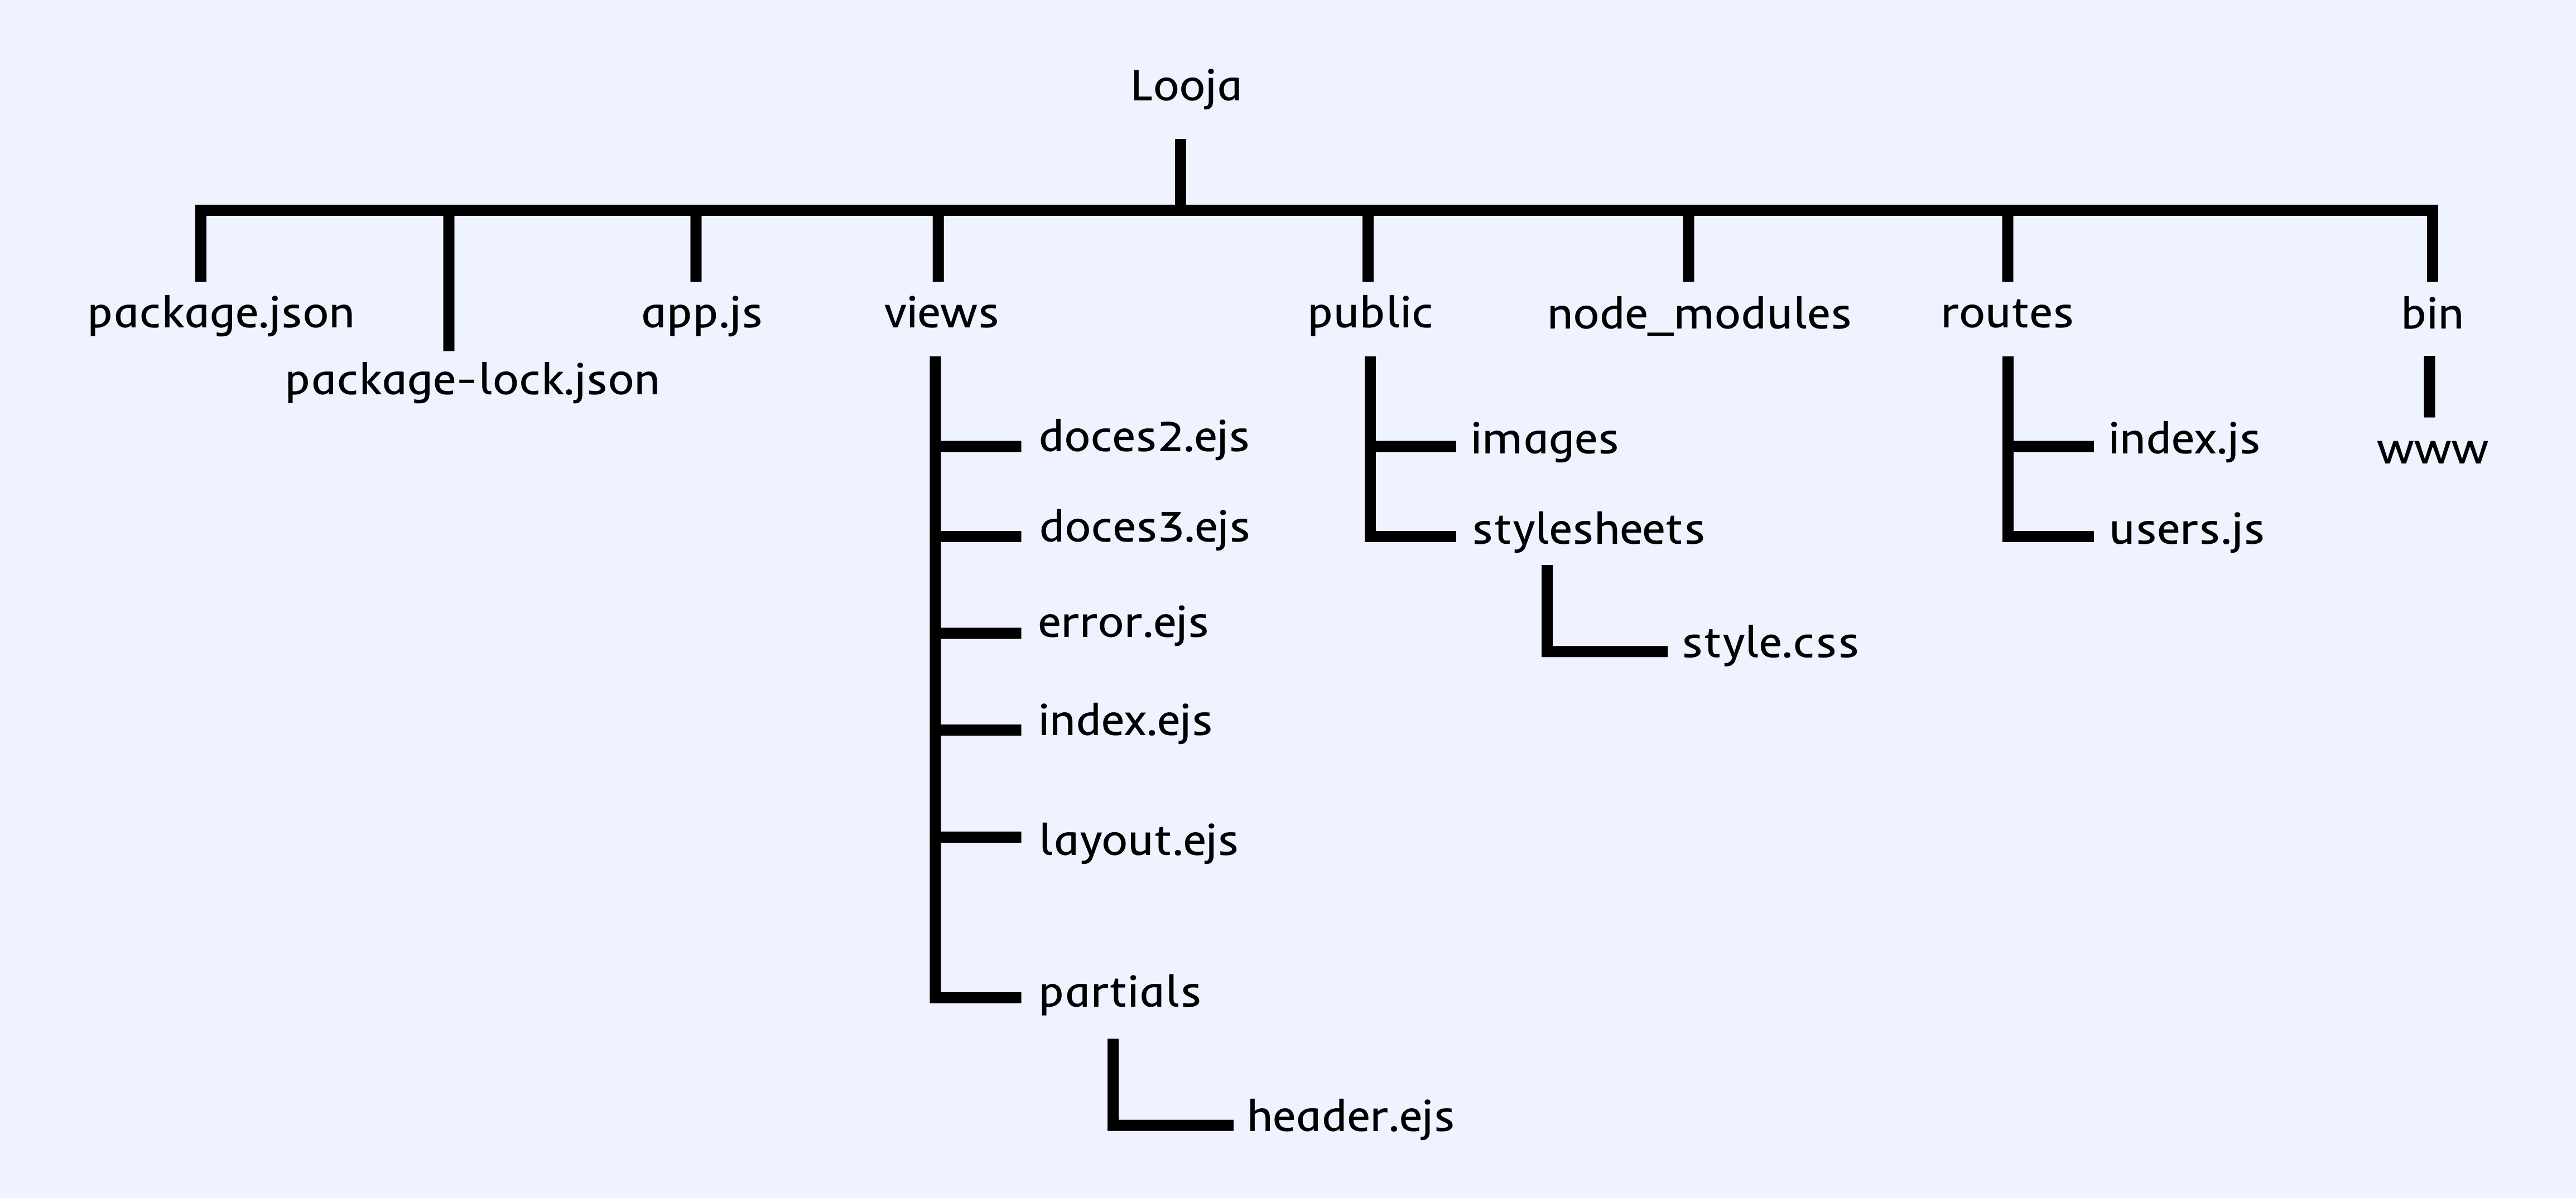 Looja
package.json
package-lock.json
app.js
views
doces2.ejs
doces3.ejs
error.ejs
index.ejs
layout.ejs
partials
header.ejs
public
images
stylesheets
style.css
node_modules
routes
index.js
users.js
bin
www